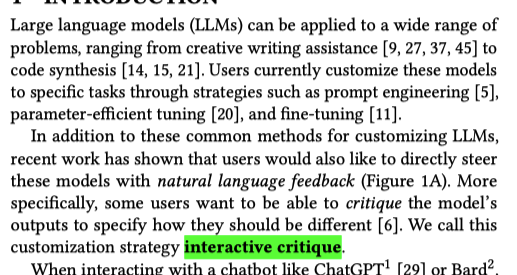 1 INTRODUCTION
Large language models (LLMs) can be applied to a wide range of
problems, ranging from creative writing assistance [9, 27, 37, 45] to
code synthesis [14, 15, 21]. Users currently customize these models
to specific tasks through strategies such as prompt engineering [5],
parameter-efficient tuning [20], and fine-tuning [11].
In addition to these common methods for customizing LLMs,
recent work has shown that users would also like to directly steer
these models with natural language feedback (Figure 1A). More
specifically, some users want to be able to critique the model's
outputs to specify how they should be different [6]. We call this
customization strategy interactive critique.
When interacting with a chatbot like ChatGPT¹ [29] or Bard²,